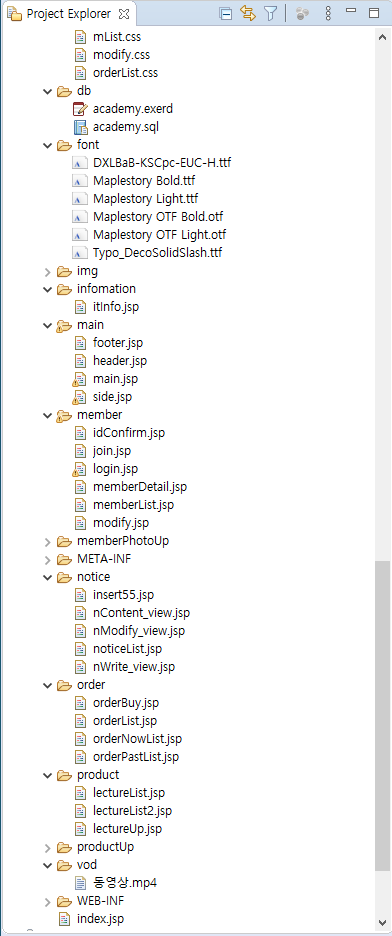 Project Explorer
mList.css
modify.css
orderList.css
db
academy.exerd
academy.sql
font
DXLBaB-KSCpc-EUC-H.ttf
Maplestory Bold.ttf
Maplestory Light.ttf
Maplestory OTF Bold.otf
Maplestory OTF Light.otf
Typo_DecoSolidSlash.ttf
img
infomation
itInfo.jsp
main
footer.jsp
header.jsp
main.jsp
side.jsp
member
idConfirm.jsp
join.jsp
login.jsp
memberDetail.jsp
memberList.jsp
modify.jsp
memberPhotoUp
META-INF
notice
insert55.jsp
nContent_view.jsp
nModify_view.jsp
noticeList.jsp
nWrite_view.jsp
order
orderBuy.jsp
orderList.jsp
orderNowList.jsp
orderPastList.jsp
product
lectureList.jsp
lectureList2.jsp
lectureUp.jsp
productUp
vod
동영상.mp4
WEB-INF
index.jsp